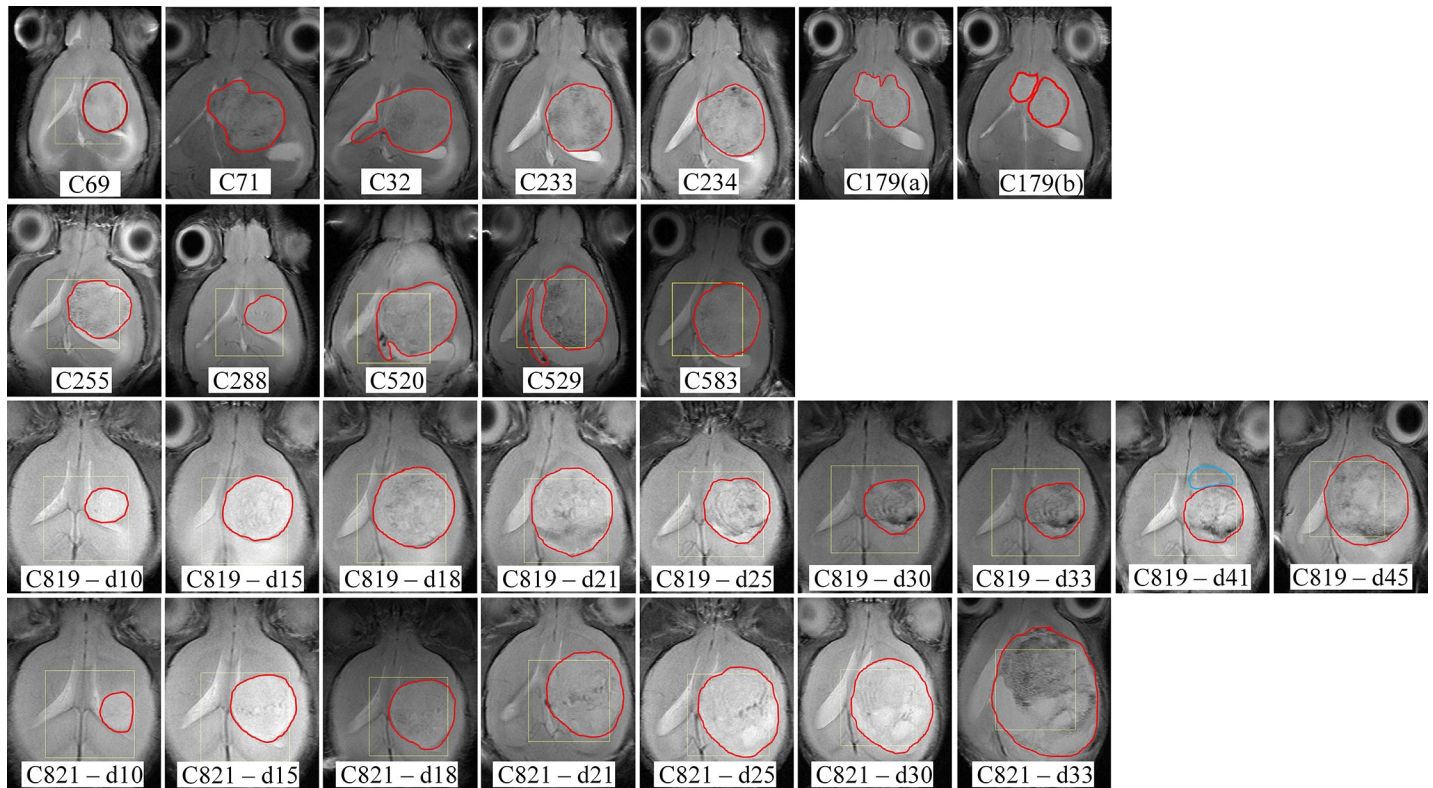 C69 C71 C32 C233 C234 C179(a) C179(b)
C255 C288 C520 C529 C583
C819 – d10 C819 – d15 C819 – d18 C819 – d21 C819 – d25 C819 – d30 C819 – d33 C819 – d41 C819 – d45
C821 – d10 C821 – d15 C821 – d18 C821 – d21 C821 – d25 C821 – d30 C821 – d33